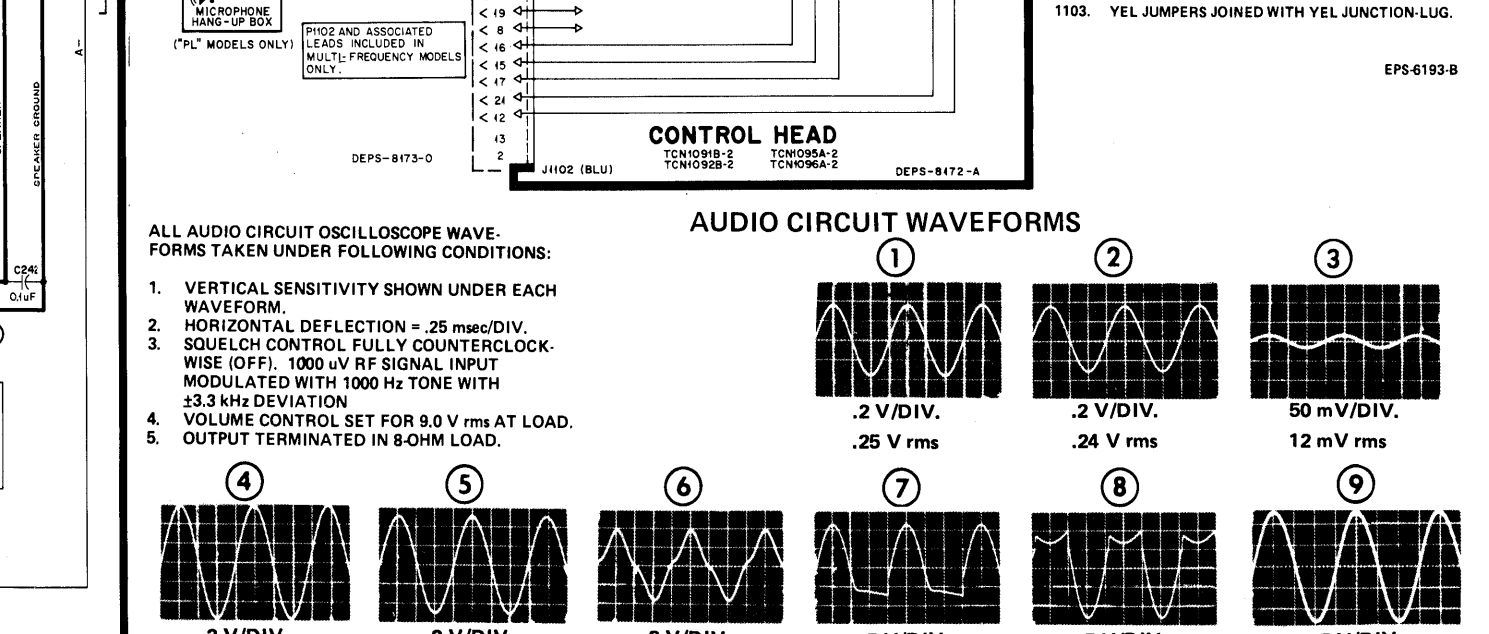 MICROPHONE
HANG-UP BOX
("PL" MODELS ONLY)
P1102 AND ASSOCIATED
LEADS INCLUDED IN
MULTI-FREQUENCY MODELS
ONLY.
< 19
< 8
< 16
< 15
< 17
< 24
< 12
13
2
DEPS-8173-O
J1102 (BLU)
CONTROL HEAD
TCN1091B-2 TCN1095A-2
TCN1092B-2 TCN1096A-2
DEPS-8172-A
1103. YEL JUMPERS JOINED WITH YEL JUNCTION-LUG.
EPS-6193-B
A-
SPEAKER GROUND
C242
0.1uF
ALL AUDIO CIRCUIT OSCILLOSCOPE WAVE-
FORMS TAKEN UNDER FOLLOWING CONDITIONS:
1. VERTICAL SENSITIVITY SHOWN UNDER EACH
WAVEFORM.
2. HORIZONTAL DEFLECTION = .25 msec/DIV.
3. SQUELCH CONTROL FULLY COUNTERCLOCK-
WISE (OFF). 1000 uV RF SIGNAL INPUT
MODULATED WITH 1000 Hz TONE WITH
±3.3 kHz DEVIATION
4. VOLUME CONTROL SET FOR 9.0 V rms AT LOAD.
5. OUTPUT TERMINATED IN 8-OHM LOAD.
AUDIO CIRCUIT WAVEFORMS
1 2 3
.2 V/DIV. .2 V/DIV. 50 mV/DIV.
.25 V rms .24 V rms 12 mV rms
4 5 6 7 8 9